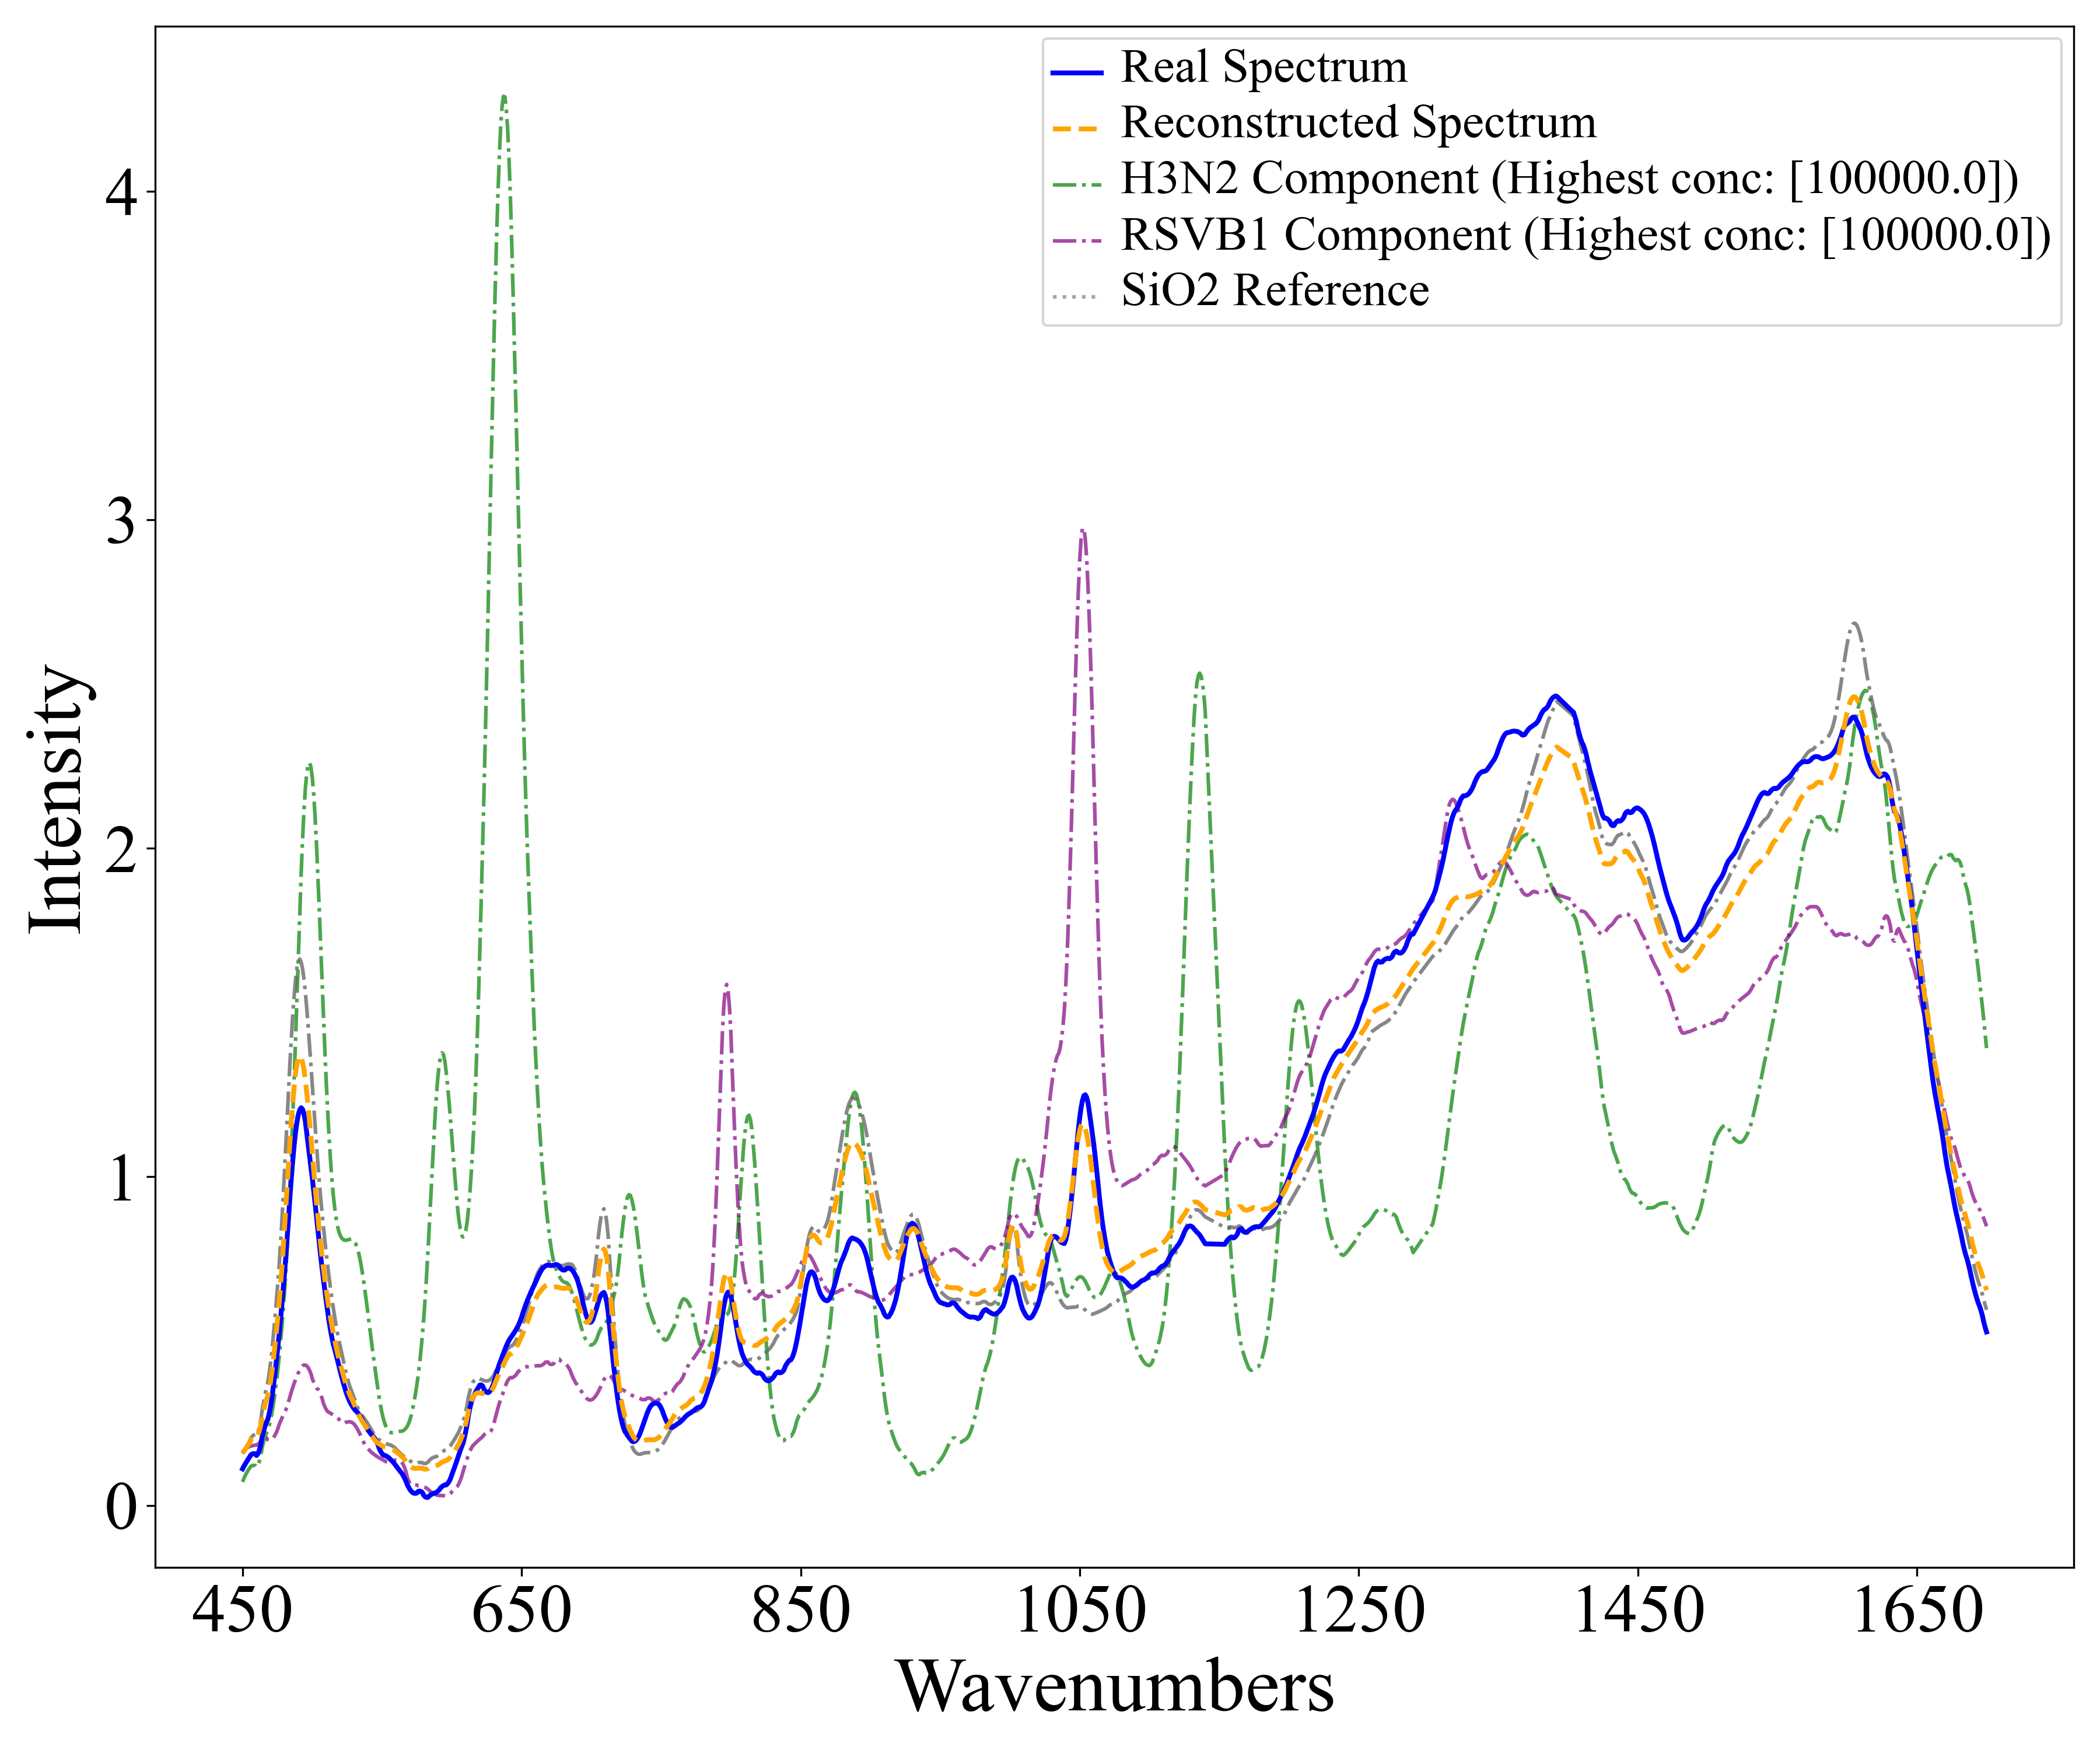 Real Spectrum
Reconstructed Spectrum
H3N2 Component (Highest conc: [100000.0])
RSVB1 Component (Highest conc: [100000.0])
SiO2 Reference
Intensity
4
3
2
1
0
450 650 850 1050 1250 1450 1650
Wavenumbers